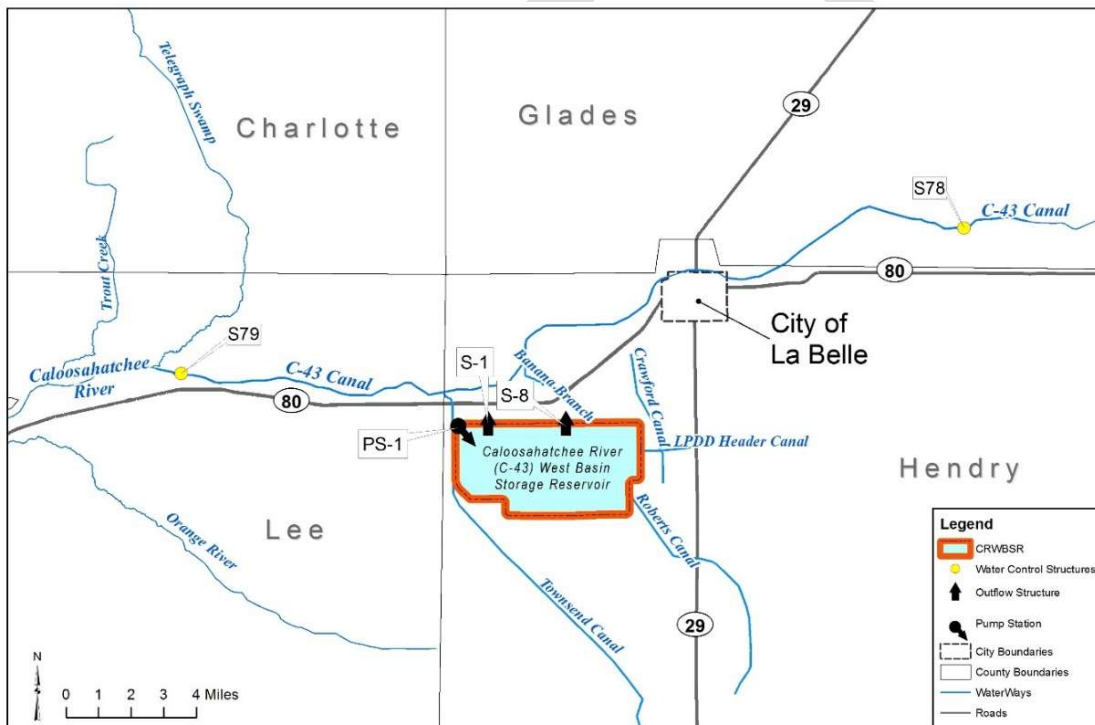 Telegraph Swamp
Charlotte
Glades
29
S78
C-43 Canal
Trout Creek
80
City of
La Belle
S79
Caloosahatchee
River
C-43 Canal
S-1
Banana Branch
Crawford Canal
80
S-8
PS-1
LPDD Header Canal
Caloosahatchee River
(C-43) West Basin
Storage Reservoir
Hendry
Lee
Orange River
Roberts Canal
Townsend Canal
29
N
0 1 2 3 4 Miles
Legend
CRWBSR
Water Control Structures
Outflow Structure
Pump Station
City Boundaries
County Boundaries
WaterWays
Roads